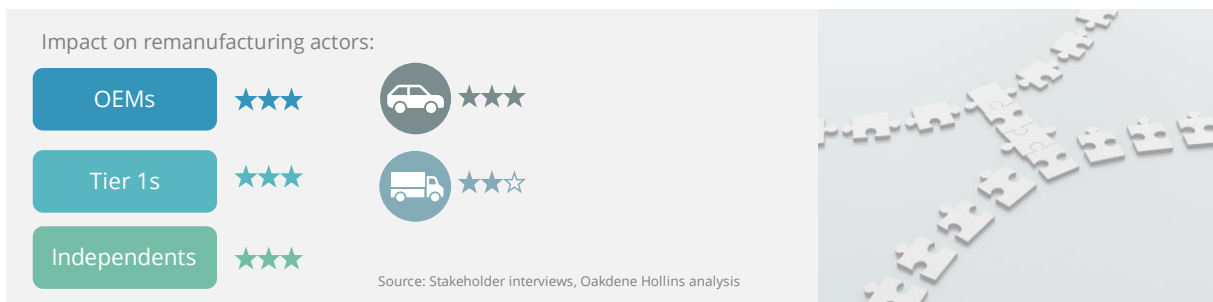 Impact on remanufacturing actors:
OEMs
Tier 1s
Independents
Source: Stakeholder interviews, Oakdene Hollins analysis